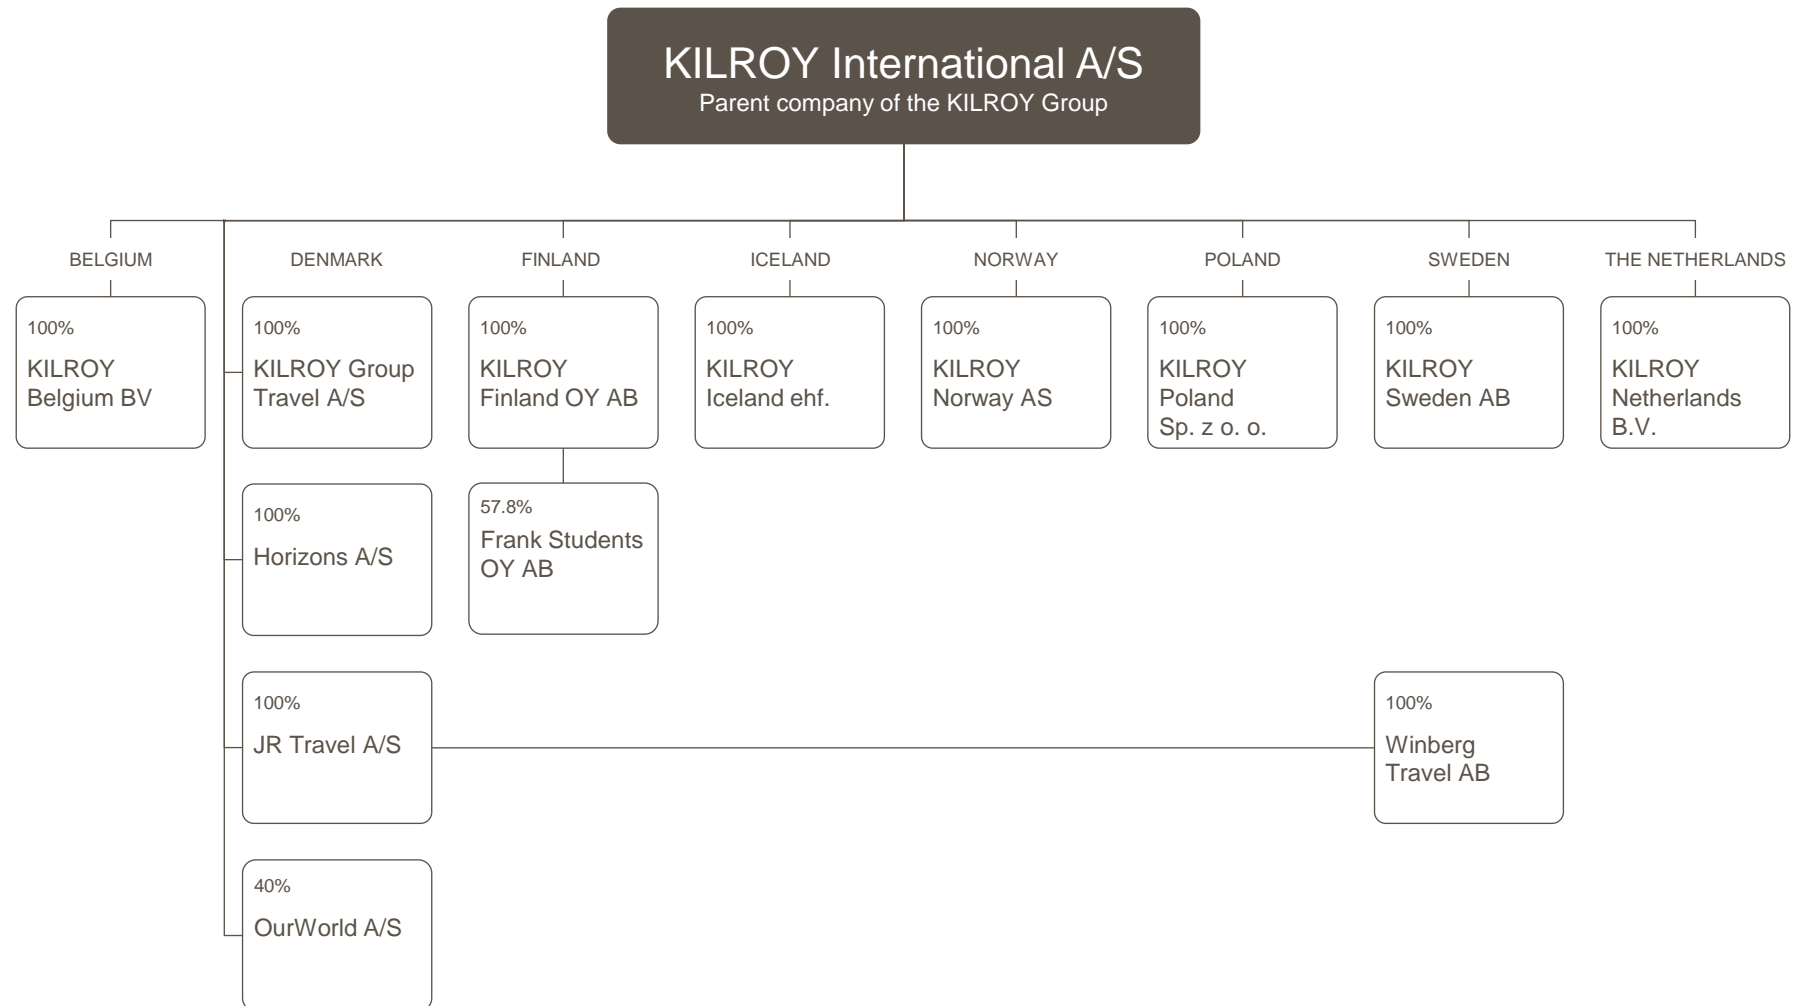 KILROY International A/S
Parent company of the KILROY Group
BELGIUM
DENMARK
FINLAND
ICELAND
NORWAY
POLAND
SWEDEN
THE NETHERLANDS
100%
KILROY
Belgium BV
100%
KILROY Group
Travel A/S
100%
KILROY
Finland OY AB
100%
KILROY
Iceland ehf.
100%
KILROY
Norway AS
100%
KILROY
Poland
Sp. z o. o.
100%
KILROY
Sweden AB
100%
KILROY
Netherlands
B.V.
100%
Horizons A/S
57.8%
Frank Students
OY AB
100%
JR Travel A/S
100%
Winberg
Travel AB
40%
OurWorld A/S